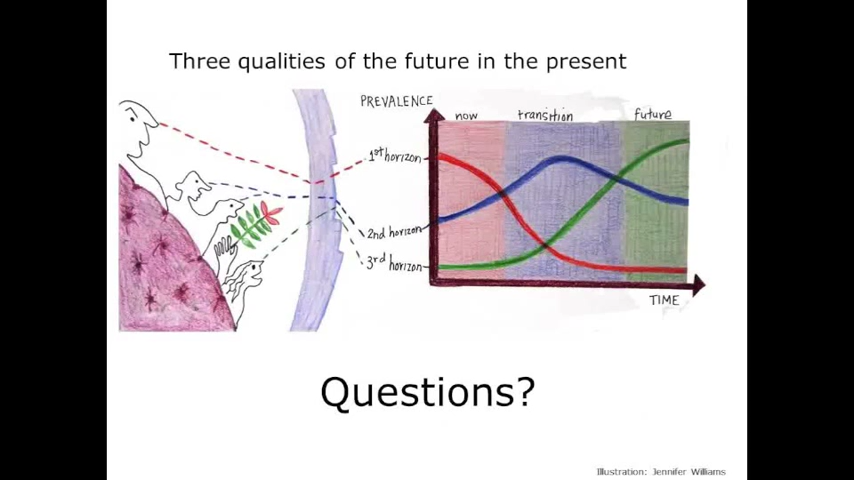 Three qualities of the future in the present
PREVALENCE
now transition future
1st horizon
2nd horizon
3rd horizon
TIME
Questions?
Illustration: Jennifer Williams